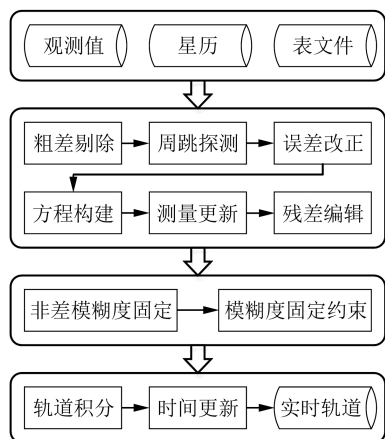 观测值 星历 表文件
粗差剔除 周跳探测 误差改正
方程构建 测量更新 残差编辑
非差模糊度固定 模糊度固定约束
轨道积分 时间更新 实时轨道